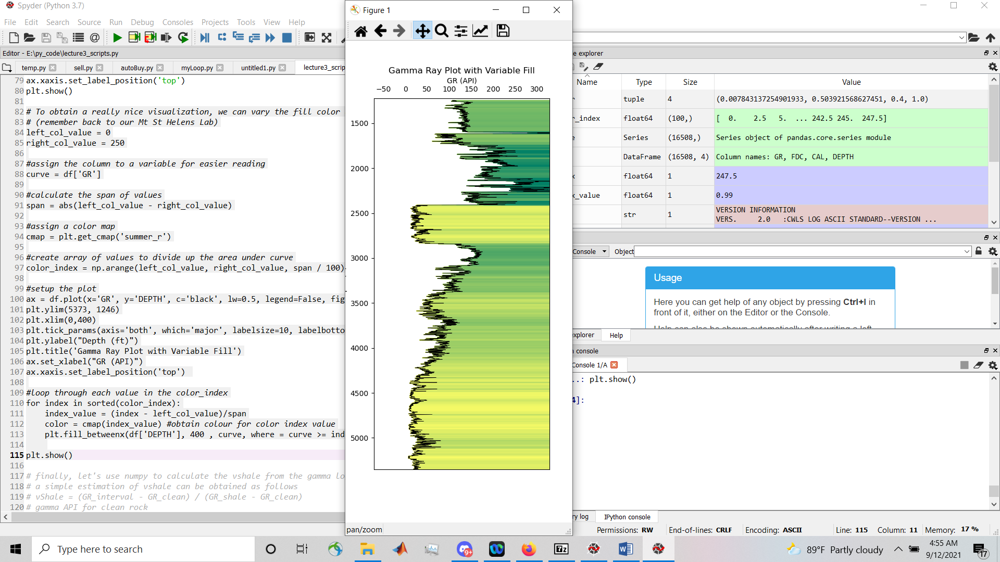 Spyder (Python 3.7)
File Edit Search Source Run Debug Consoles Projects Tools View Help
Editor - E:\py_code\lecture3_scripts.py
temp.py sell.py autoBuy.py myLoop.py untitled1.py lecture3_scrip
79 ax.xaxis.set_label_position('top')
80 plt.show()
81
82 # To obtain a really nice visualization, we can vary the fill color
83 # (remember back to our Mt St Helens Lab)
84 left_col_value = 0
85 right_col_value = 250
86
87 #assign the column to a variable for easier reading
88 curve = df['GR']
89
90 #calculate the span of values
91 span = abs(left_col_value - right_col_value)
92
93 #assign a color map
94 cmap = plt.get_cmap('summer_r')
95
96 #create array of values to divide up the area under curve
97 color_index = np.arange(left_col_value, right_col_value, span / 100)
98
99 #setup the plot
100 ax = df.plot(x='GR', y='DEPTH', c='black', lw=0.5, legend=False, fig
101 plt.ylim(5373, 1246)
102 plt.xlim(0,400)
103 plt.tick_params(axis='both', which='major', labelsize=10, labelbotto
104 plt.ylabel("Depth (ft)")
105 plt.title('Gamma Ray Plot with Variable Fill')
106 ax.set_xlabel("GR (API)")
107 ax.xaxis.set_label_position('top')
108
109 #loop through each value in the color_index
110 for index in sorted(color_index):
111     index_value = (index - left_col_value)/span
112     color = cmap(index_value) #obtain colour for color index value
113     plt.fill_betweenx(df['DEPTH'], 400 , curve, where = curve >= ind
114
115 plt.show()
116
117 # finally, let's use numpy to calculate the vshale from the gamma lo
118 # a simple estimation of vshale can be obtained as follows
119 # vShale = (GR_interval - GR_clean) / (GR_shale - GR_clean)
120 # gamma API for clean rock
Figure 1
Gamma Ray Plot with Variable Fill
GR (API)
−50 0 50 100 150 200 250 300
1500
2000
2500
3000
3500
4000
4500
5000
pan/zoom
e explorer
Name Type Size Value
r tuple 4 (0.007843137254901933, 0.503921568627451, 0.4, 1.0)
r_index float64 (100,) [ 0. 2.5 5. ... 242.5 245. 247.5]
e Series (16508,) Series object of pandas.core.series module
DataFrame (16508, 4) Column names: GR, FDC, CAL, DEPTH
x float64 1 247.5
x_value float64 1 0.99
str 1 VERSION INFORMATION
VERS. 2.0 :CWLS LOG ASCII STANDARD--VERSION ...
Console Object
Usage
Here you can get help of any object by pressing Ctrl+I in
front of it, either on the Editor or the Console.
Help can also be shown automatically after writing a left
explorer Help
n console
Console 1/A
..: plt.show()
4]:
ry log IPython console
Permissions: RW End-of-lines: CRLF Encoding: ASCII Line: 115 Column: 11 Memory: 17 %
Type here to search
9+
7z
89°F Partly cloudy
4:55 AM
9/12/2021
17